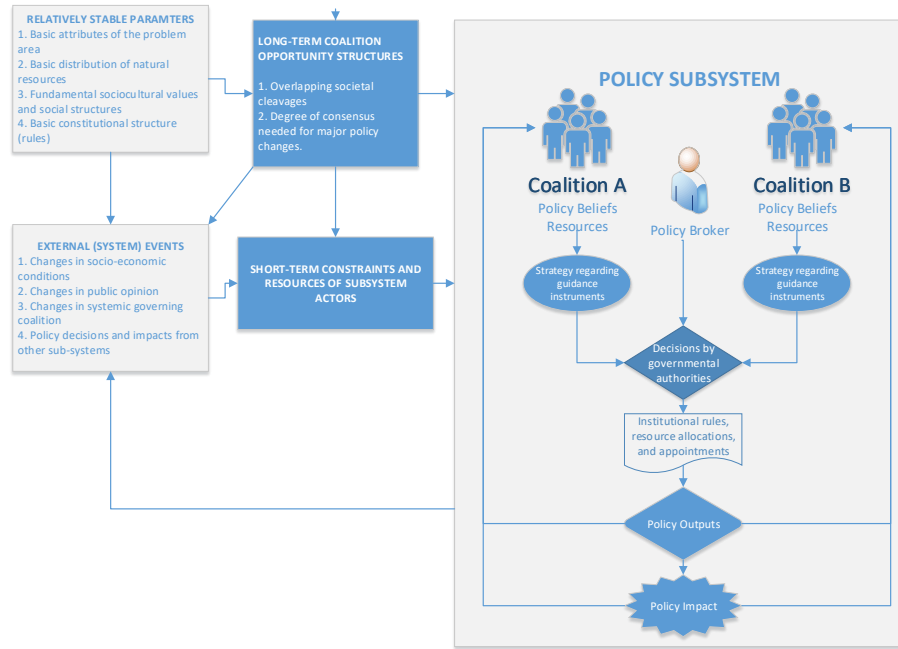 RELATIVELY STABLE PARAMTERS
1. Basic attributes of the problem
area
2. Basic distribution of natural
resources
3. Fundamental sociocultural values
and social structures
4. Basic constitutional structure
(rules)
LONG-TERM COALITION
OPPORTUNITY STRUCTURES
1. Overlapping societal
cleavages
2. Degree of consensus
needed for major policy
changes.
EXTERNAL (SYSTEM) EVENTS
1. Changes in socio-economic
conditions
2. Changes in public opinion
3. Changes in systemic governing
coalition
4. Policy decisions and impacts from
other sub-systems
SHORT-TERM CONSTRAINTS AND
RESOURCES OF SUBSYSTEM
ACTORS
POLICY SUBSYSTEM
Coalition A
Policy Beliefs
Resources
Policy Broker
Coalition B
Policy Beliefs
Resources
Strategy regarding
guidance
instruments
Strategy regarding
guidance
instruments
Decisions by
governmental
authorities
Institutional rules,
resource allocations,
and appointments
Policy Outputs
Policy Impact